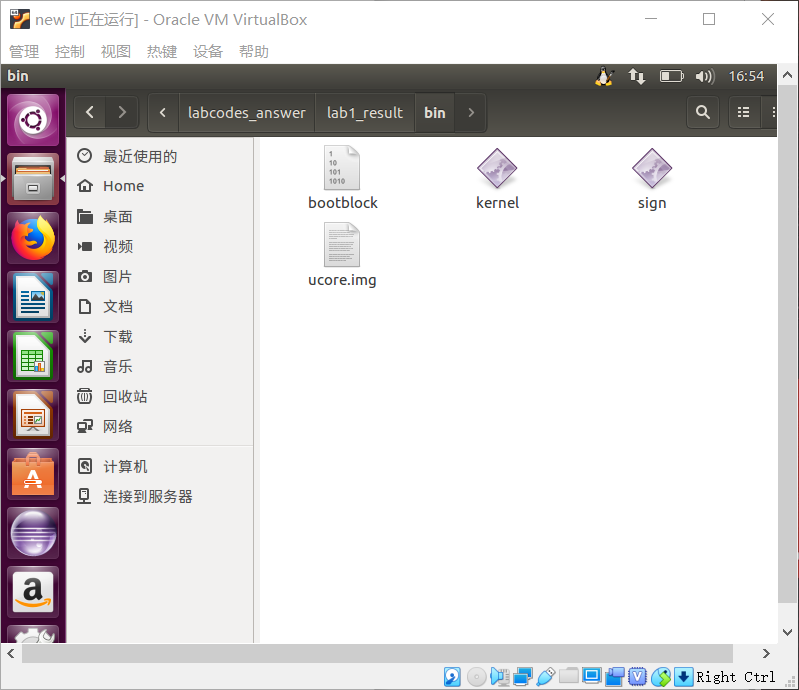 new [正在运行] - Oracle VM VirtualBox
管理 控制 视图 热键 设备 帮助
bin 16:54
labcodes_answer lab1_result bin
最近使用的
Home
桌面
视频
图片
文档
下载
音乐
回收站
网络
计算机
连接到服务器
1
10
101
1010
bootblock kernel sign
ucore.img
Right Ctrl